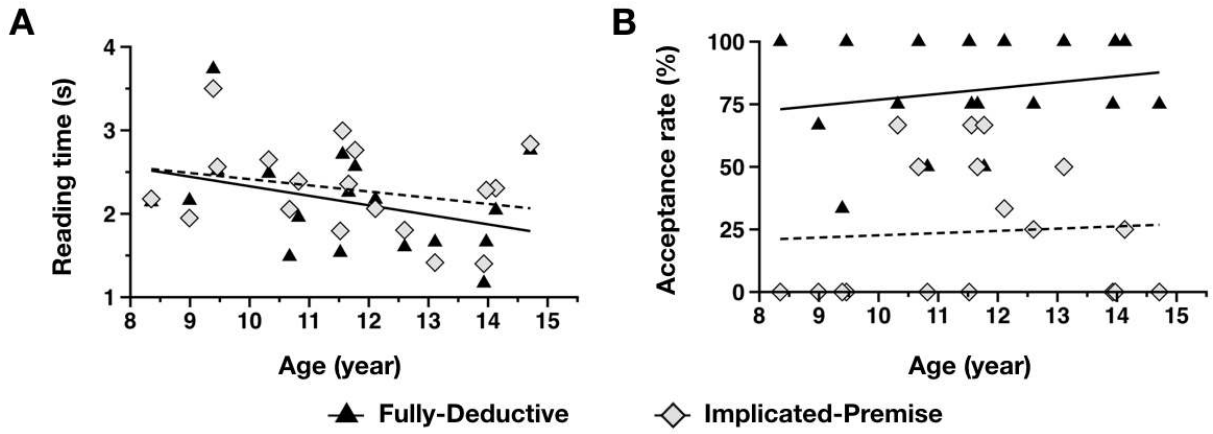 A
Reading time (s)
4
3
2
1
8 9 10 11 12 13 14 15
Age (year)
B
Acceptance rate (%)
100
75
50
25
0
8 9 10 11 12 13 14 15
Age (year)
Fully-Deductive
Implicated-Premise